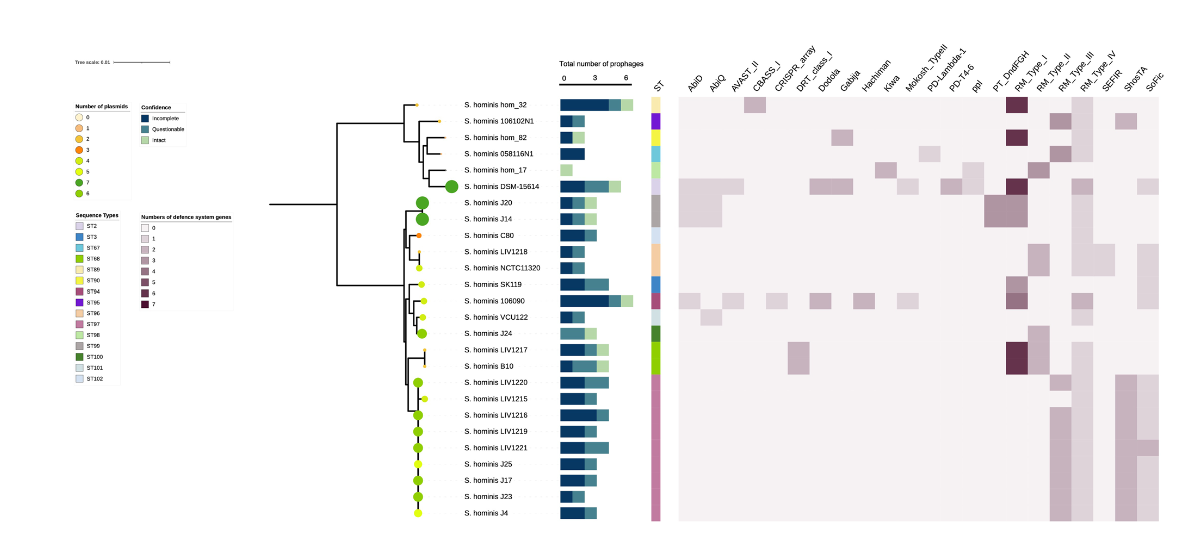 Tree scale: 0.01
Number of plasmids
0
1
2
3
4
5
7
6
Confidence
Incomplete
Questionable
Intact
Sequence Types
ST2
ST3
ST67
ST68
ST89
ST90
ST94
ST95
ST96
ST97
ST98
ST99
ST100
ST101
ST102
Numbers of defence system genes
0
1
2
3
4
5
6
7
Total number of prophages
0 3 6
ST
AbiD
AbiQ
AVAST_II
CBASS_I
CRISPR_array
DRT_class_I
Dodola
Gabija
Hachiman
Kiwa
Mokosh_TypeII
PD-Lambda-1
PD-T4-6
ppl
PT_DndFGH
RM_Type_I
RM_Type_II
RM_Type_III
RM_Type_IV
SEFIR
ShosTA
SoFic
S. hominis hom_32
S. hominis 106102N1
S. hominis hom_82
S. hominis 058116N1
S. hominis hom_17
S. hominis DSM-15614
S. hominis J20
S. hominis J14
S. hominis C80
S. hominis LIV1218
S. hominis NCTC11320
S. hominis SK119
S. hominis 106090
S. hominis VCU122
S. hominis J24
S. hominis LIV1217
S. hominis B10
S. hominis LIV1220
S. hominis LIV1215
S. hominis LIV1216
S. hominis LIV1219
S. hominis LIV1221
S. hominis J25
S. hominis J17
S. hominis J23
S. hominis J4